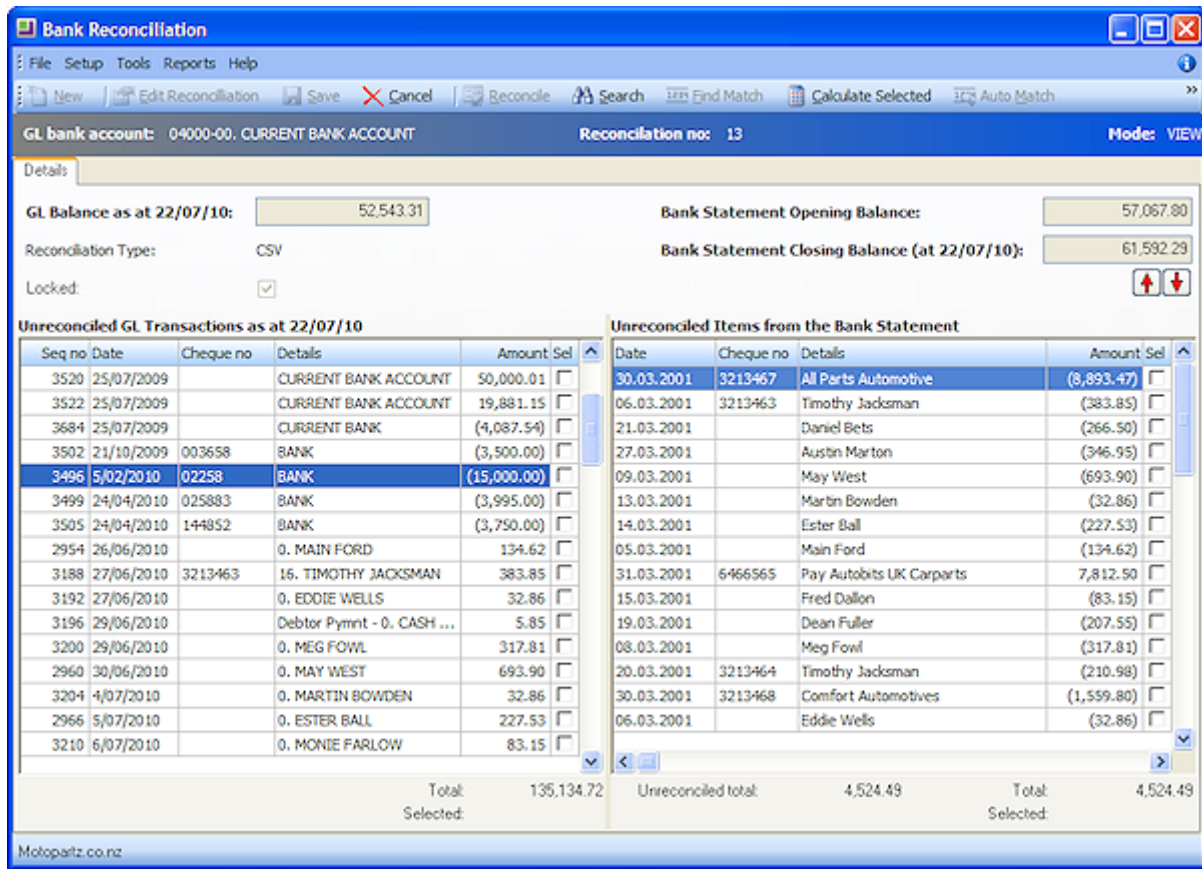 Bank Reconciliation
File Setup Tools Reports Help
New Edit Reconciliation Save Cancel Reconcile Search Find Match Calculate Selected Auto Match »
GL bank account: 04000-00. CURRENT BANK ACCOUNT Reconcilation no: 13 Mode: VIEW
Details
GL Balance as at 22/07/10: 52,543.31 Bank Statement Opening Balance: 57,067.80
Reconciliation Type: CSV Bank Statement Closing Balance (at 22/07/10): 61,592.29
Locked:
Unreconciled GL Transactions as at 22/07/10 Unreconciled Items from the Bank Statement
Seq no Date Cheque no Details Amount Sel Date Cheque no Details Amount Sel
3520 25/07/2009 CURRENT BANK ACCOUNT 50,000.01 30.03.2001 3213467 All Parts Automotive (8,893.47)
3522 25/07/2009 CURRENT BANK ACCOUNT 19,881.15 06.03.2001 3213463 Timothy Jacksman (383.85)
3684 25/07/2009 CURRENT BANK (4,087.54) 21.03.2001 Daniel Bets (266.50)
3502 21/10/2009 003658 BANK (3,500.00) 27.03.2001 Austin Marton (346.95)
3496 5/02/2010 02258 BANK (15,000.00) 09.03.2001 May West (693.90)
3499 24/04/2010 025883 BANK (3,995.00) 13.03.2001 Martin Bowden (32.86)
3505 24/04/2010 144852 BANK (3,750.00) 14.03.2001 Ester Ball (227.53)
2954 26/06/2010 0. MAIN FORD 134.62 05.03.2001 Main Ford (134.62)
3188 27/06/2010 3213463 16. TIMOTHY JACKSMAN 383.85 31.03.2001 6466565 Pay Autobits UK Carparts 7,812.50
3192 27/06/2010 0. EDDIE WELLS 32.86 15.03.2001 Fred Dallon (83.15)
3196 29/06/2010 Debtor Pymnt - 0. CASH ... 5.85 19.03.2001 Dean Fuller (207.55)
3200 29/06/2010 0. MEG FOWL 317.81 08.03.2001 Meg Fowl (317.81)
2960 30/06/2010 0. MAY WEST 693.90 20.03.2001 3213464 Timothy Jacksman (210.98)
3204 4/07/2010 0. MARTIN BOWDEN 32.86 30.03.2001 3213468 Comfort Automotives (1,559.80)
2966 5/07/2010 0. ESTER BALL 227.53 06.03.2001 Eddie Wells (32.86)
3210 6/07/2010 0. MONIE FARLOW 83.15
Total: 135,134.72 Unreconciled total: 4,524.49 Total: 4,524.49
Selected: Selected:
Motopartz.co.nz